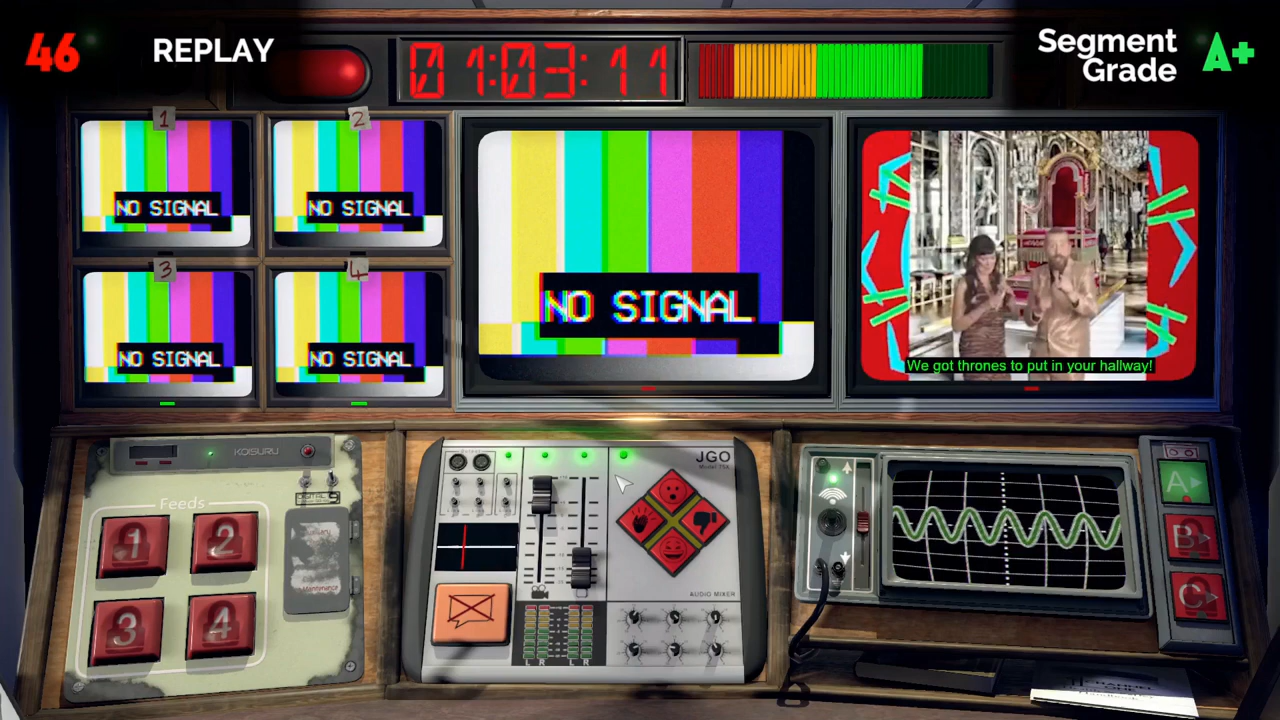 46
REPLAY
01:03:11
Segment
Grade
A+
1
2
NO SIGNAL
NO SIGNAL
3
4
NO SIGNAL
NO SIGNAL
NO SIGNAL
We got thrones to put in your hallway!
KOISURU
Feeds
1
2
3
4
JGO
AUDIO MIXER
L R
L R
A
B
C